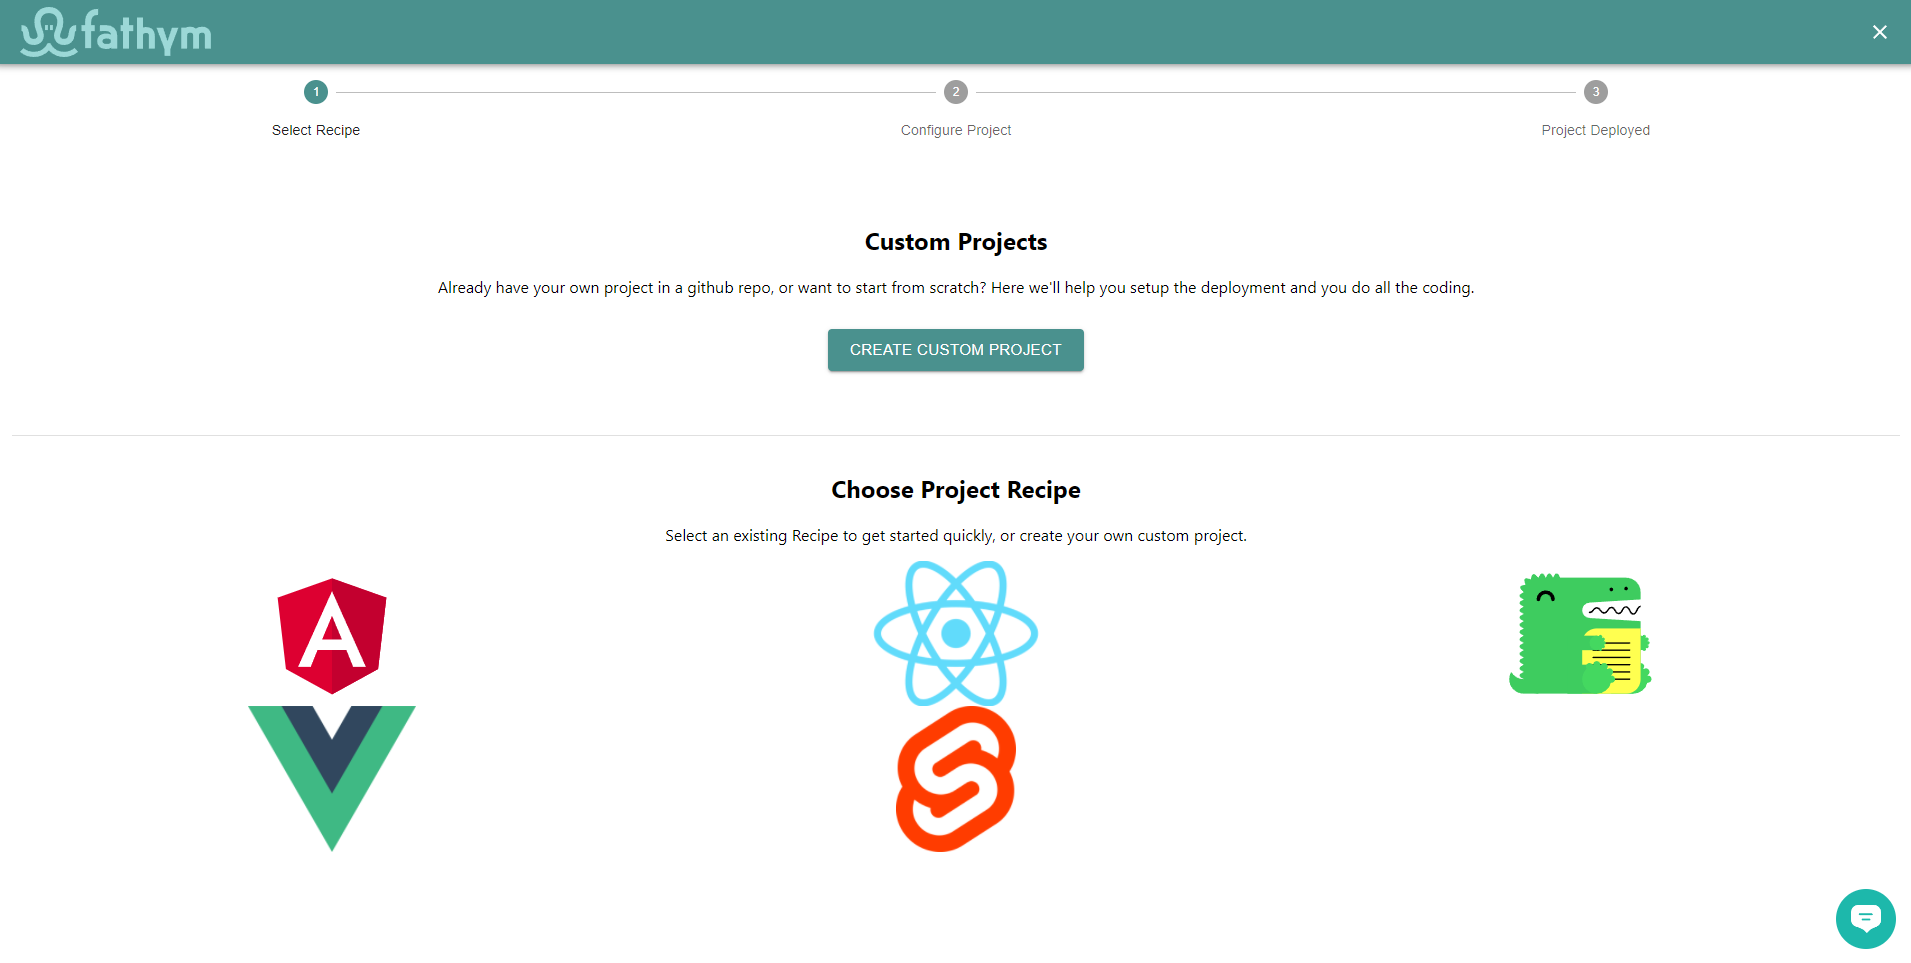 fathym
1
2
3
Select Recipe
Configure Project
Project Deployed
Custom Projects
Already have your own project in a github repo, or want to start from scratch? Here we'll help you setup the deployment and you do all the coding.
CREATE CUSTOM PROJECT
Choose Project Recipe
Select an existing Recipe to get started quickly, or create your own custom project.
A